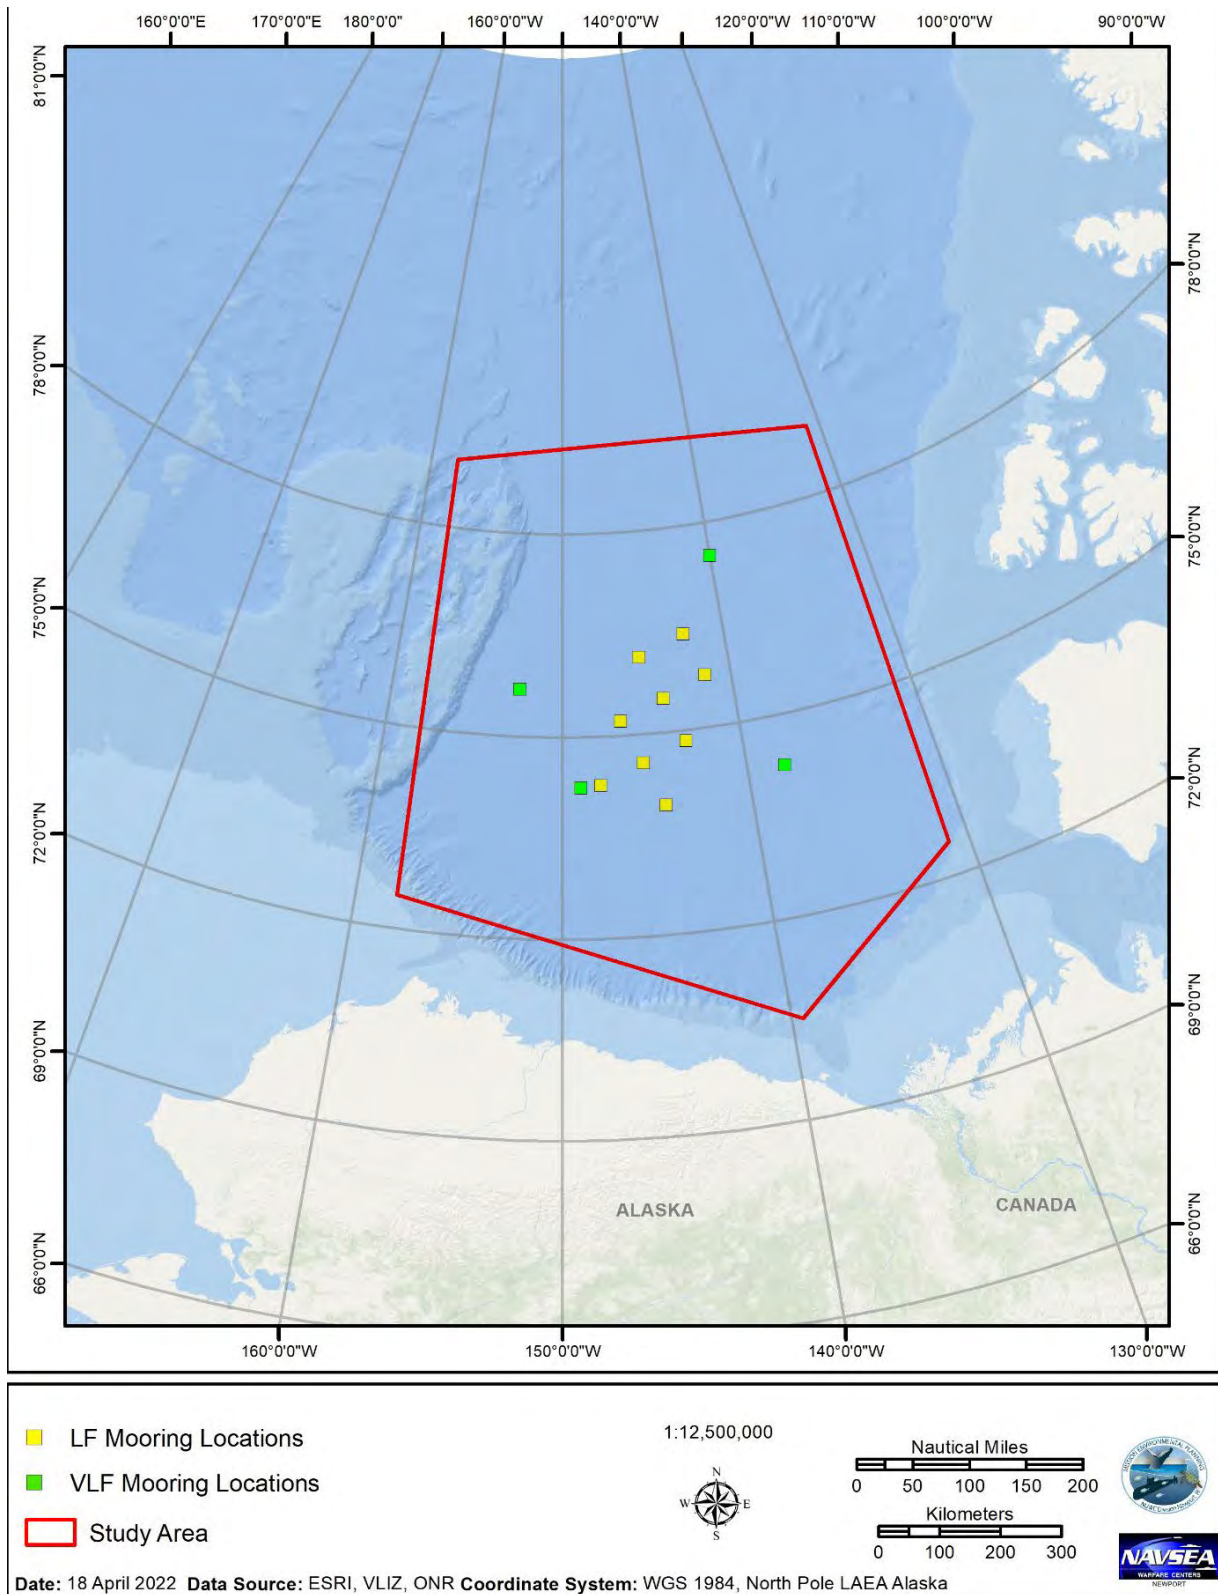 160°0'0"E 170°0'0"E 180°0'0" 160°0'0"W 140°0'0"W 120°0'0"W 110°0'0"W 100°0'0"W 90°0'0"W
81°0'0"N
78°0'0"N
75°0'0"N
72°0'0"N
69°0'0"N
66°0'0"N
78°0'0"N
75°0'0"N
72°0'0"N
69°0'0"N
66°0'0"N
ALASKA
CANADA
160°0'0"W 150°0'0"W 140°0'0"W 130°0'0"W
LF Mooring Locations
VLF Mooring Locations
Study Area
1:12,500,000
N
W E
S
Nautical Miles
0 50 100 150 200
Kilometers
0 100 200 300
NAVSEA
WARFARE CENTERS
NEWPORT
Date: 18 April 2022 Data Source: ESRI, VLIZ, ONR Coordinate System: WGS 1984, North Pole LAEA Alaska